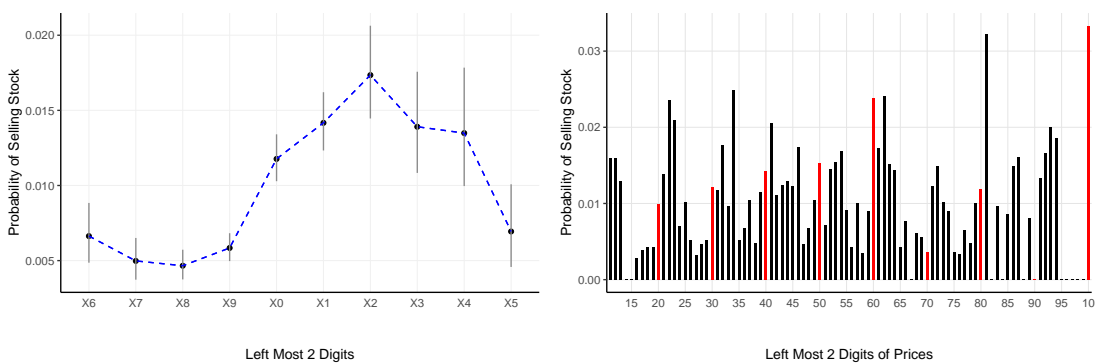 Probability of Selling Stock
0.020
0.015
0.010
0.005
X6 X7 X8 X9 X0 X1 X2 X3 X4 X5
Left Most 2 Digits
Probability of Selling Stock
0.03
0.02
0.01
0.00
15 20 25 30 35 40 45 50 55 60 65 70 75 80 85 90 95 10
Left Most 2 Digits of Prices